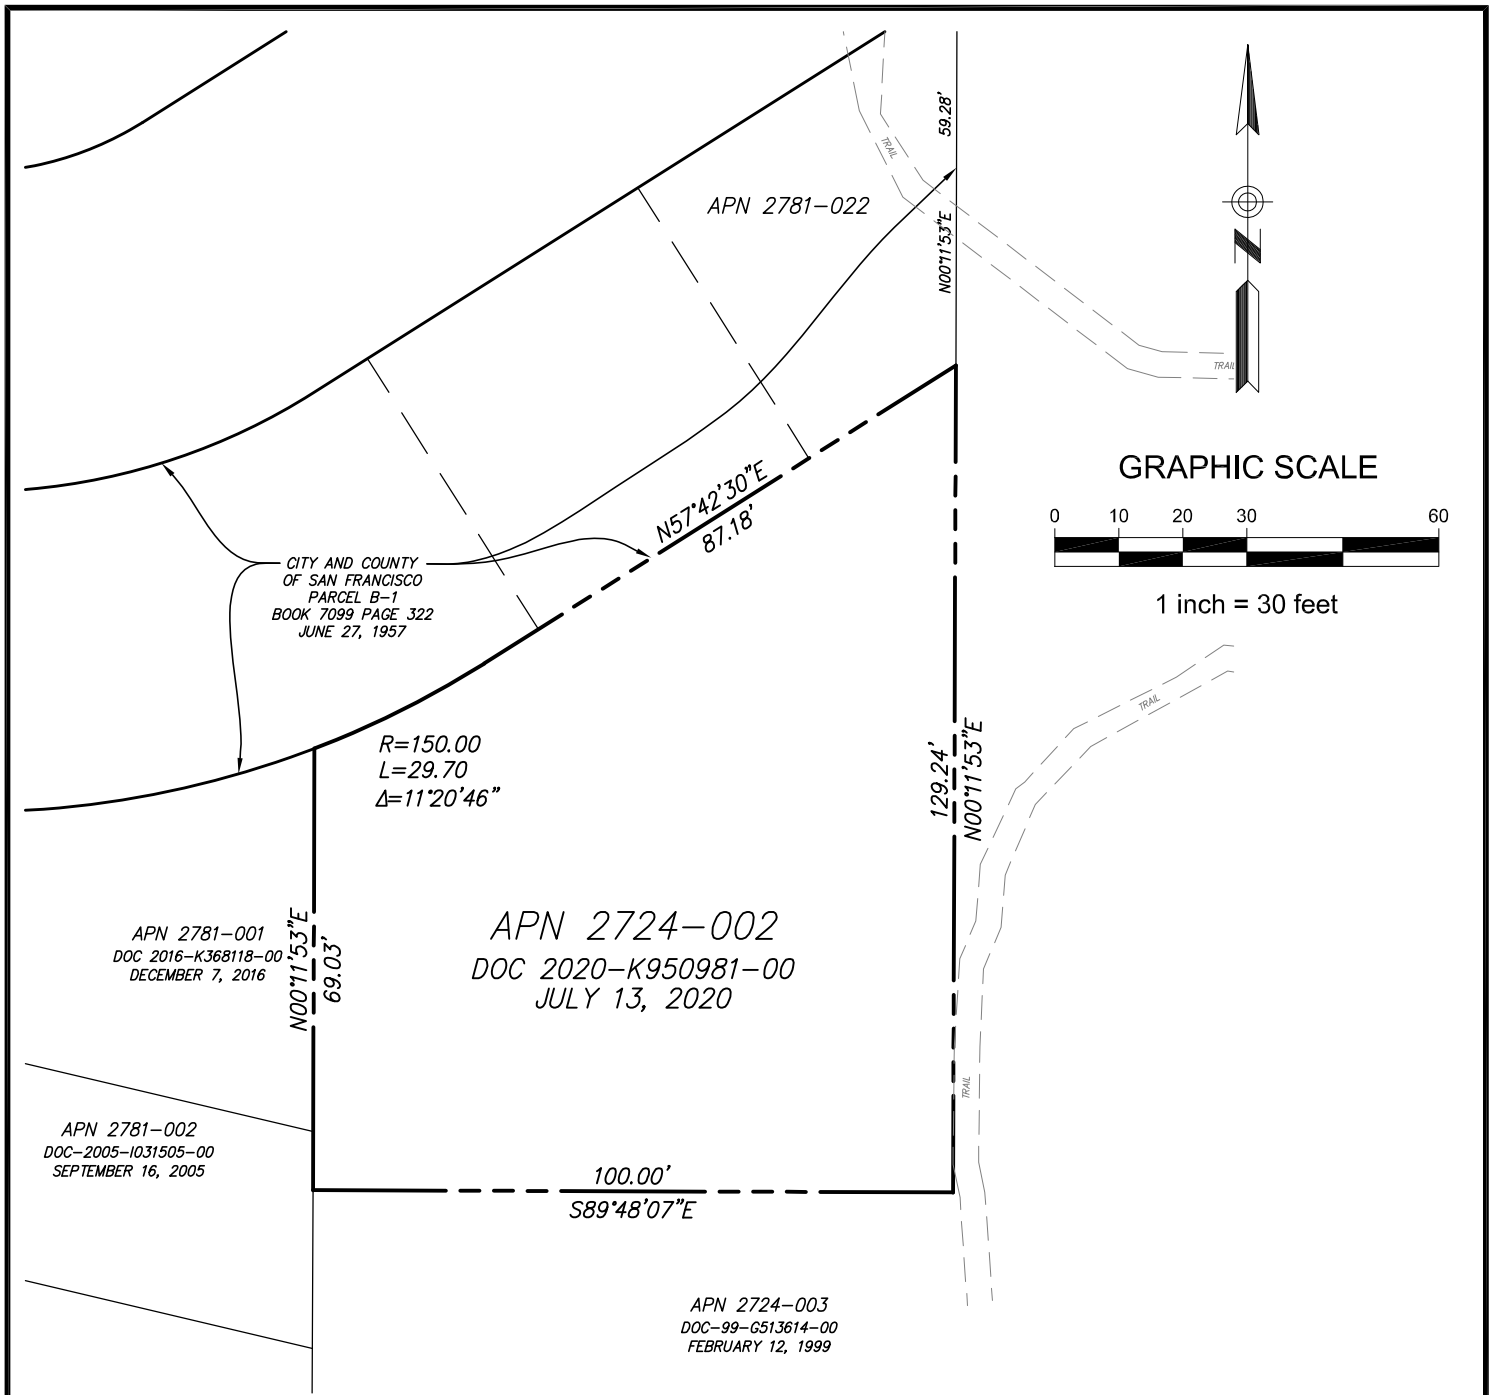 59.28'
N00°11'53"E
TRAIL
APN 2781-022
TRAIL
N
GRAPHIC SCALE
0 10 20 30 60
1 inch = 30 feet
N57°42'30"E
87.18'
CITY AND COUNTY
OF SAN FRANCISCO
PARCEL B-1
BOOK 7099 PAGE 322
JUNE 27, 1957
TRAIL
R=150.00
L=29.70
Δ=11°20'46"
129.24'
N00°11'53"E
APN 2781-001
DOC 2016-K368118-00
DECEMBER 7, 2016
N00°11'53"E
69.03'
APN 2724-002
DOC 2020-K950981-00
JULY 13, 2020
TRAIL
APN 2781-002
DOC-2005-I031505-00
SEPTEMBER 16, 2005
100.00'
S89°48'07"E
APN 2724-003
DOC-99-G513614-00
FEBRUARY 12, 1999